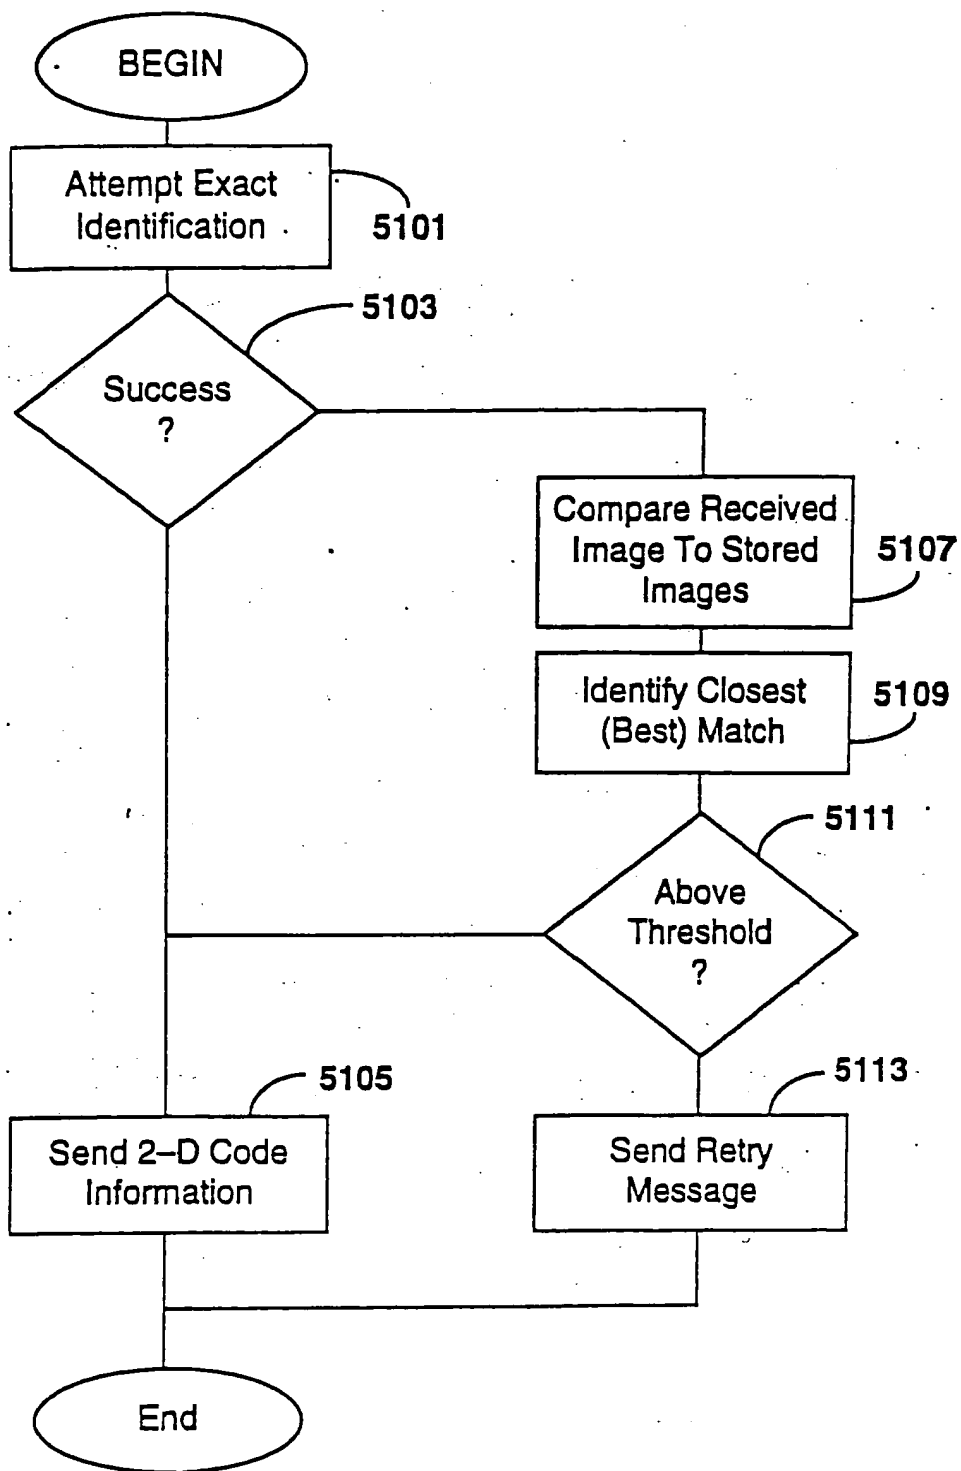 BEGIN
Attempt Exact
Identification
5101
5103
Success
?
Compare Received
Image To Stored
Images
5107
Identify Closest
(Best) Match
5109
5111
Above
Threshold
?
5105
Send 2–D Code
Information
5113
Send Retry
Message
End